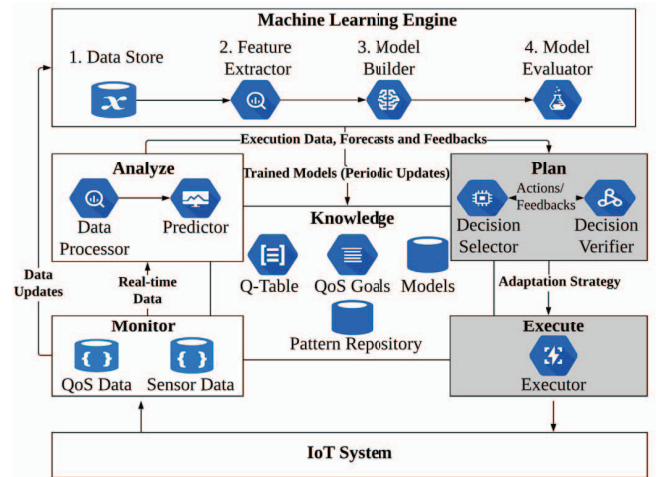 Machine Learning Engine
1. Data Store
2. Feature
Extractor
3. Model
Builder
4. Model
Evaluator
Execution Data, Forecasts and Feedbacks
Analyze
Data
Processor
Predictor
Trained Models (Periodic Updates)
Plan
Actions/
Feedbacks
Decision
Selector
Decision
Verifier
Knowledge
Q-Table
QoS Goals
Models
Pattern Repository
Data
Updates
Real-time
Data
Adaptation Strategy
Monitor
{ }
QoS Data
{ }
Sensor Data
Execute
Executor
IoT System